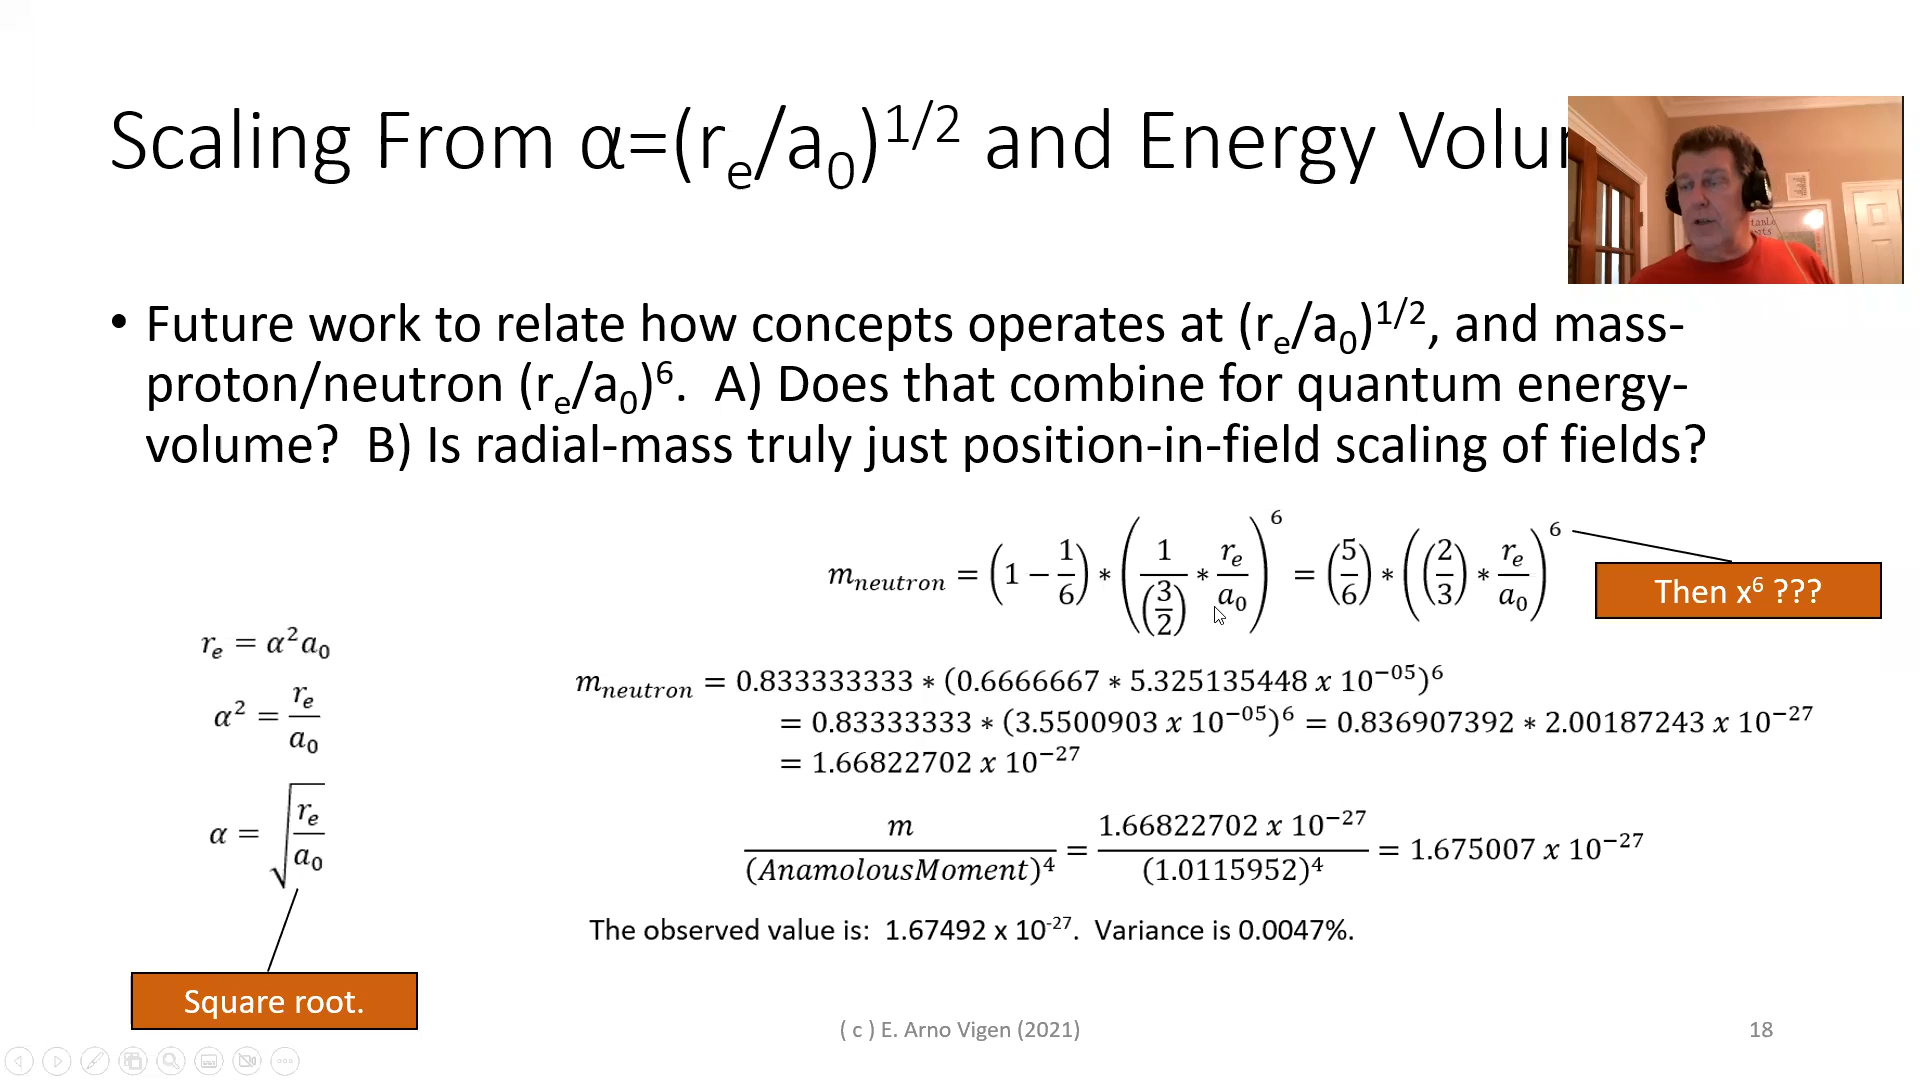 Scaling From α=(rₑ/a₀)¹/² and Energy Volu
• Future work to relate how concepts operates at (rₑ/a₀)¹/², and mass-
proton/neutron (rₑ/a₀)⁶. A) Does that combine for quantum energy-
volume? B) Is radial-mass truly just position-in-field scaling of fields?
m_neutron = (1 − 1/6) * (1/(3/2) * rₑ/a₀)⁶ = (5/6) * ((2/3) * rₑ/a₀)⁶
Then x⁶ ???
rₑ = α²a₀
α² = rₑ/a₀
α = √(rₑ/a₀)
Square root.
m_neutron = 0.833333333 * (0.6666667 * 5.325135448 x 10⁻⁰⁵)⁶
= 0.83333333 * (3.5500903 x 10⁻⁰⁵)⁶ = 0.836907392 * 2.00187243 x 10⁻²⁷
= 1.66822702 x 10⁻²⁷
m/(AnamolousMoment)⁴ = 1.66822702 x 10⁻²⁷/(1.0115952)⁴ = 1.675007 x 10⁻²⁷
The observed value is: 1.67492 x 10⁻²⁷. Variance is 0.0047%.
( c ) E. Arno Vigen (2021)
18